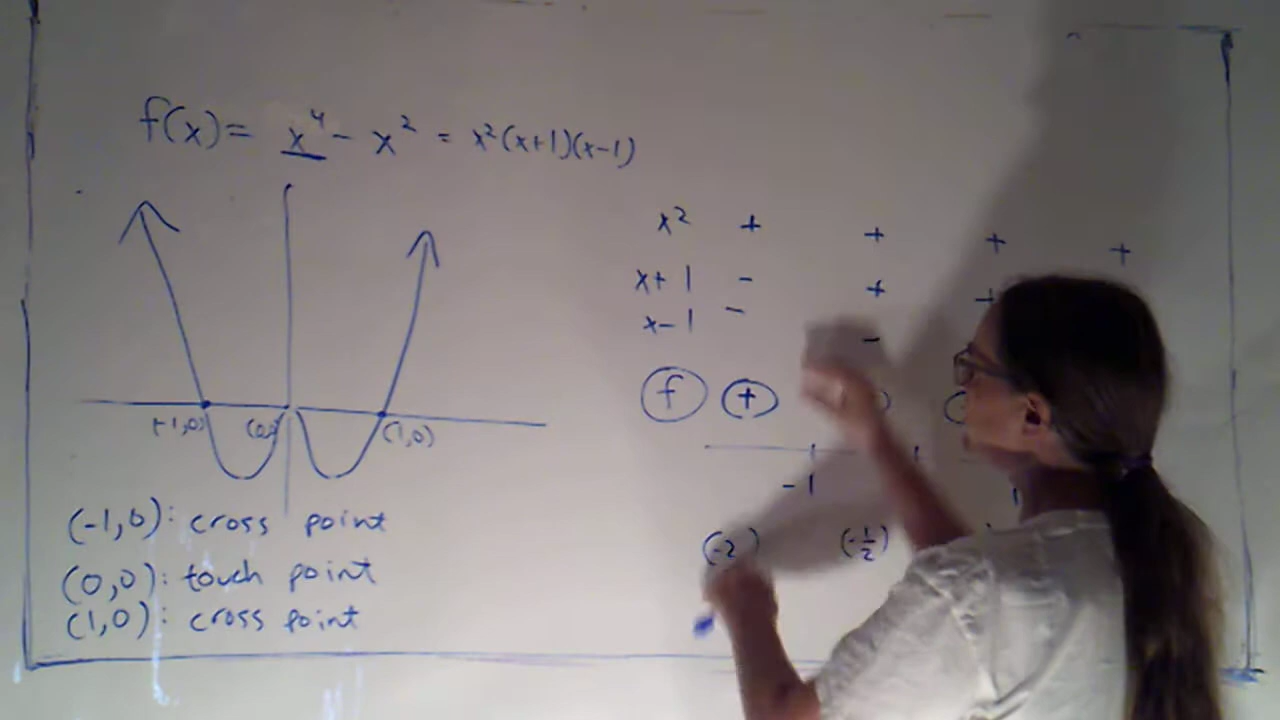 f(x) = x⁴ - x² = x²(x+1)(x-1)
x² + + + +
x+1 - + +
x-1 - -
f +
(-1,0) (0,0) (1,0)
-1 1
(-2) (-1/2)
(-1,0): cross point
(0,0): touch point
(1,0): cross point